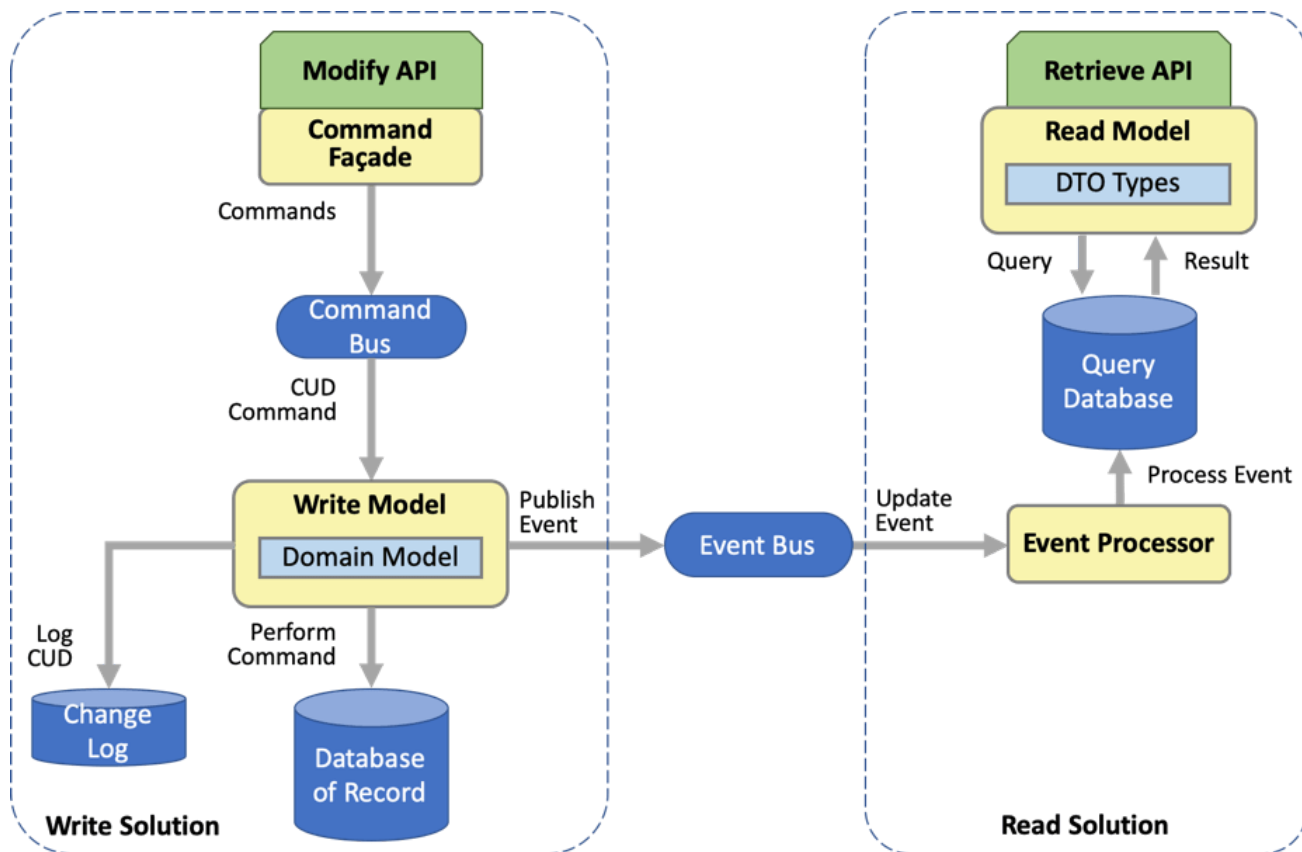 Modify API
Command
Façade
Commands
Command
Bus
CUD
Command
Write Model
Domain Model
Log
CUD
Change
Log
Perform
Command
Database
of Record
Write Solution
Publish
Event
Event Bus
Update
Event
Retrieve API
Read Model
DTO Types
Query
Result
Query
Database
Process Event
Event Processor
Read Solution